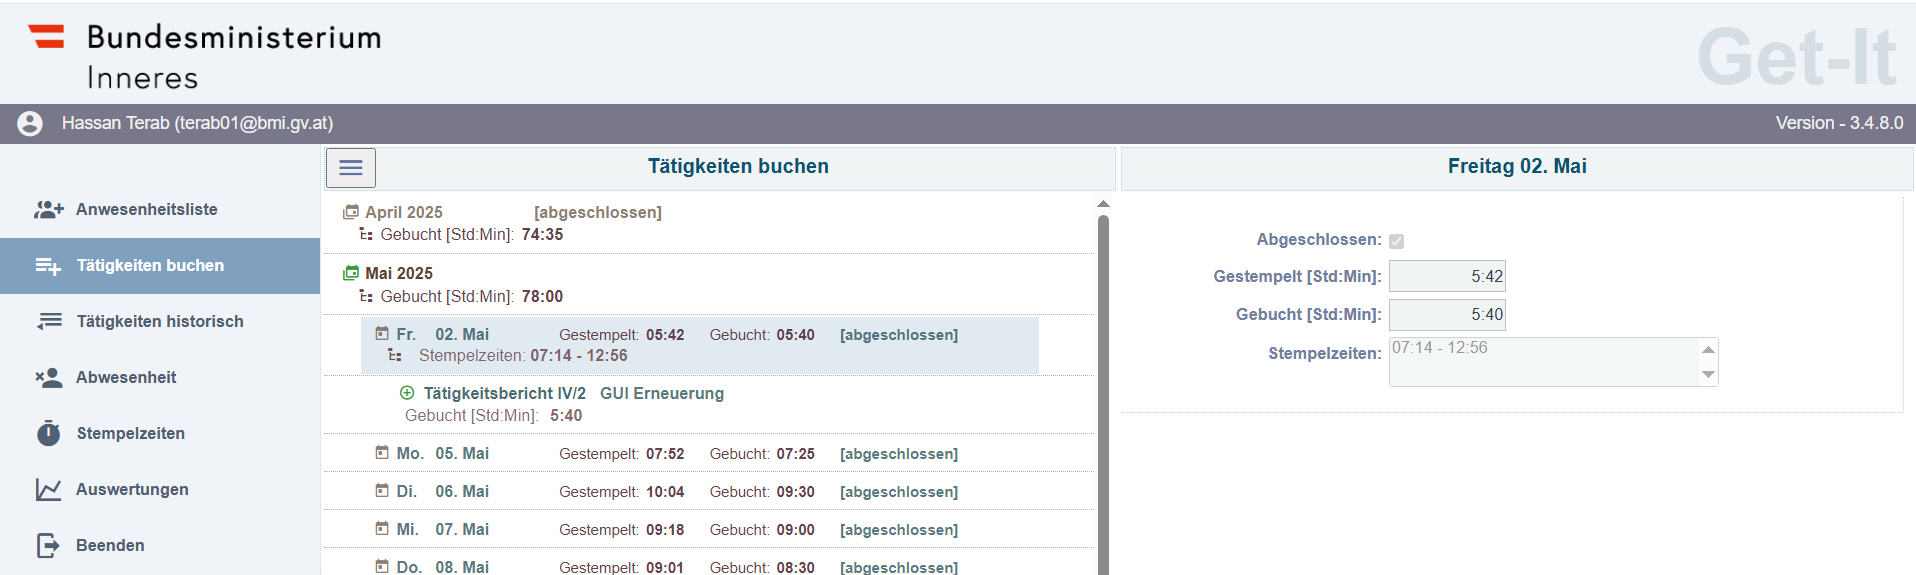 Bundesministerium
Inneres
Get-It
Hassan Terab (terab01@bmi.gv.at)
Version - 3.4.8.0
Anwesenheitsliste
Tätigkeiten buchen
Tätigkeiten historisch
Abwesenheit
Stempelzeiten
Auswertungen
Beenden
Tätigkeiten buchen
April 2025 [abgeschlossen]
Gebucht [Std:Min]: 74:35
Mai 2025
Gebucht [Std:Min]: 78:00
Fr. 02. Mai Gestempelt: 05:42 Gebucht: 05:40 [abgeschlossen]
Stempelzeiten: 07:14 - 12:56
Tätigkeitsbericht IV/2 GUI Erneuerung
Gebucht [Std:Min]: 5:40
Mo. 05. Mai Gestempelt: 07:52 Gebucht: 07:25 [abgeschlossen]
Di. 06. Mai Gestempelt: 10:04 Gebucht: 09:30 [abgeschlossen]
Mi. 07. Mai Gestempelt: 09:18 Gebucht: 09:00 [abgeschlossen]
Do. 08. Mai Gestempelt: 09:01 Gebucht: 08:30 [abgeschlossen]
Freitag 02. Mai
Abgeschlossen:
Gestempelt [Std:Min]: 5:42
Gebucht [Std:Min]: 5:40
Stempelzeiten: 07:14 - 12:56